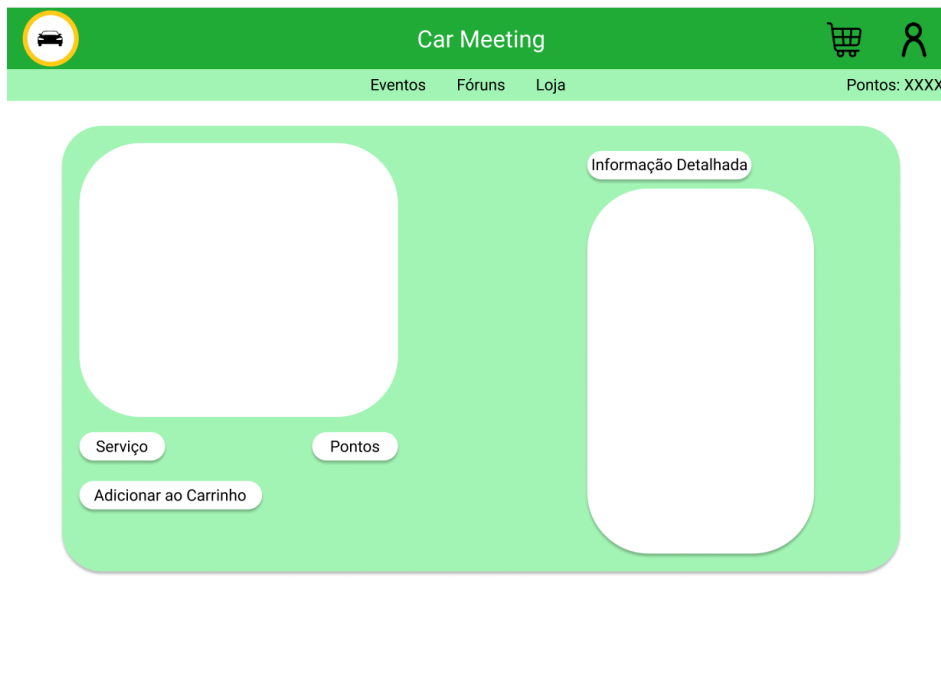 Car Meeting
Eventos Fóruns Loja Pontos: XXXX
Informação Detalhada
Serviço Pontos
Adicionar ao Carrinho